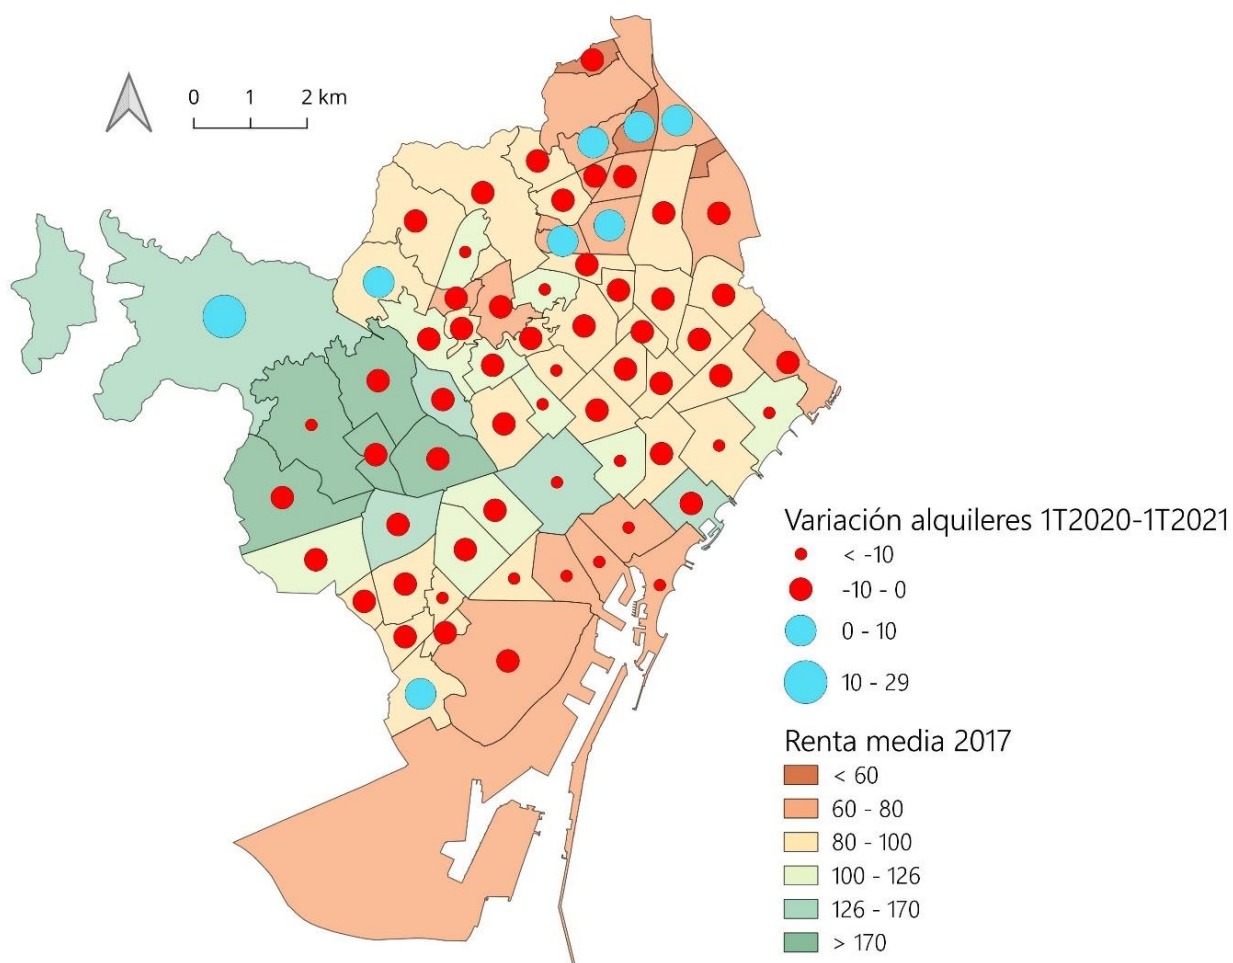 0 1 2 km
Variación alquileres 1T2020-1T2021
< -10
-10 - 0
0 - 10
10 - 29
Renta media 2017
< 60
60 - 80
80 - 100
100 - 126
126 - 170
> 170